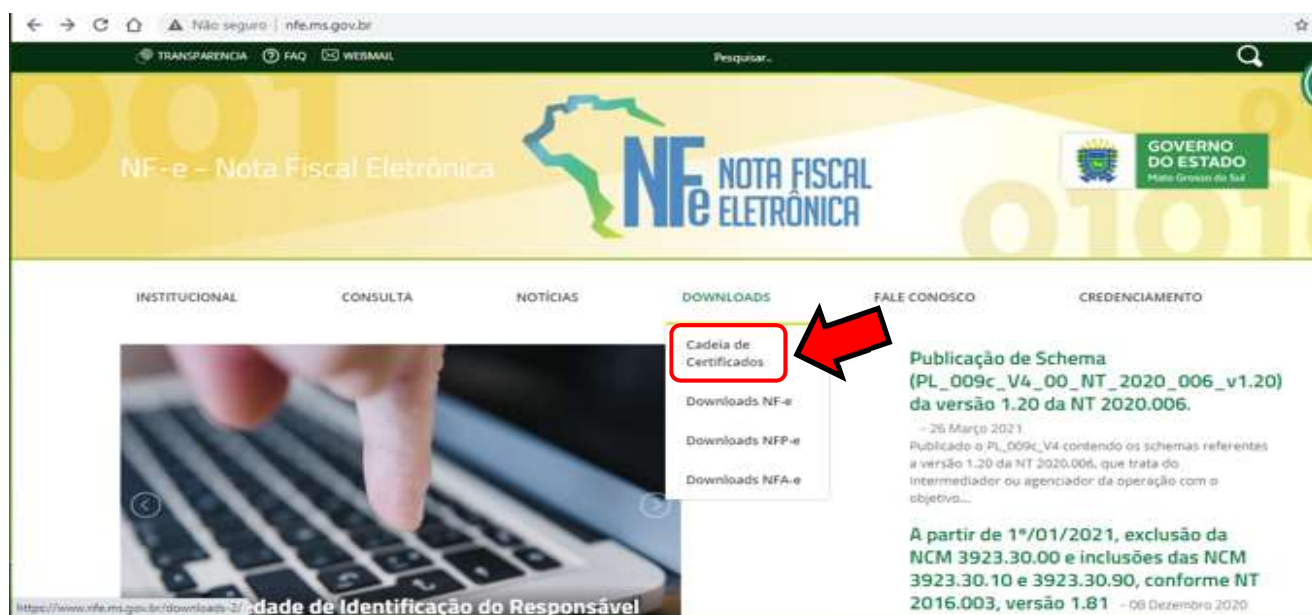 Não seguro | nfe.ms.gov.br
TRANSPARENCIA FAQ WEBMAIL Pesquisar..
NF-e – Nota Fiscal Eletrônica
NFe NOTA FISCAL
ELETRÔNICA
GOVERNO
DO ESTADO
Mato Grosso do Sul
INSTITUCIONAL CONSULTA NOTÍCIAS DOWNLOADS FALE CONOSCO CREDENCIAMENTO
Cadeia de
Certificados
Downloads NF-e
Downloads NFP-e
Downloads NFA-e
Publicação de Schema
(PL_009c_V4_00_NT_2020_006_v1.20)
da versão 1.20 da NT 2020.006.
- 26 Março 2021
Publicado o PL_009c_V4 contendo os schemas referentes
a versão 1.20 da NT 2020.006, que trata do
intermediador ou agenciador da operação com o
objetivo...
A partir de 1º/01/2021, exclusão da
NCM 3923.30.00 e inclusões das NCM
3923.30.10 e 3923.30.90, conforme NT
2016.003, versão 1.81 - 08 Dezembro 2020
dade de Identificação do Responsável
https://www.nfe.ms.gov.br/downloads-2/